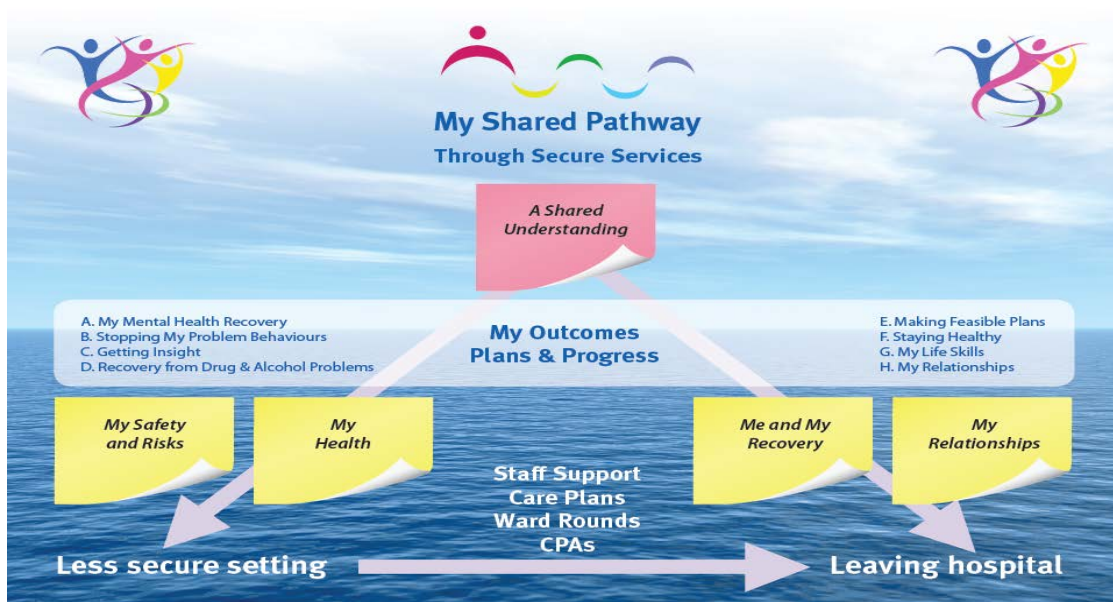 My Shared Pathway
Through Secure Services
A Shared
Understanding
A. My Mental Health Recovery
B. Stopping My Problem Behaviours
C. Getting Insight
D. Recovery from Drug & Alcohol Problems
My Outcomes
Plans & Progress
E. Making Feasible Plans
F. Staying Healthy
G. My Life Skills
H. My Relationships
My Safety
and Risks
My
Health
Me and My
Recovery
My
Relationships
Staff Support
Care Plans
Ward Rounds
CPAs
Less secure setting
Leaving hospital